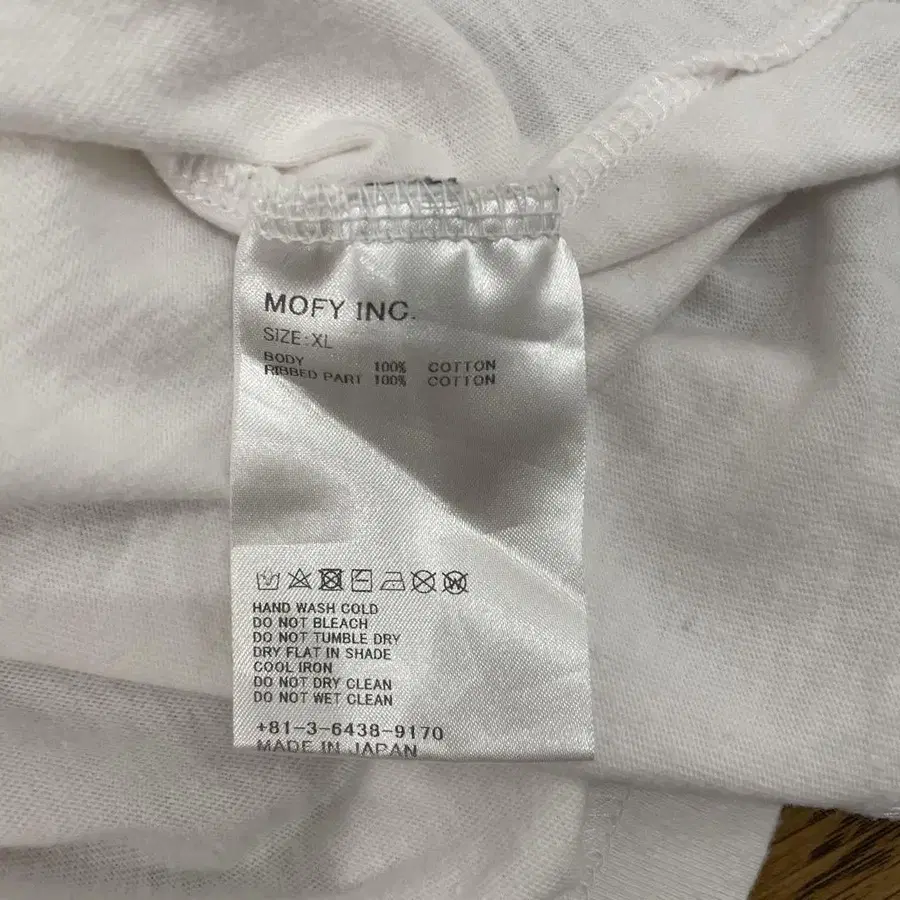 MOFY INC.
SIZE:XL
BODY 100% COTTON
RIBBED PART 100% COTTON
HAND WASH COLD
DO NOT BLEACH
DO NOT TUMBLE DRY
DRY FLAT IN SHADE
COOL IRON
DO NOT DRY CLEAN
DO NOT WET CLEAN
+81-3-6438-9170
MADE IN JAPAN